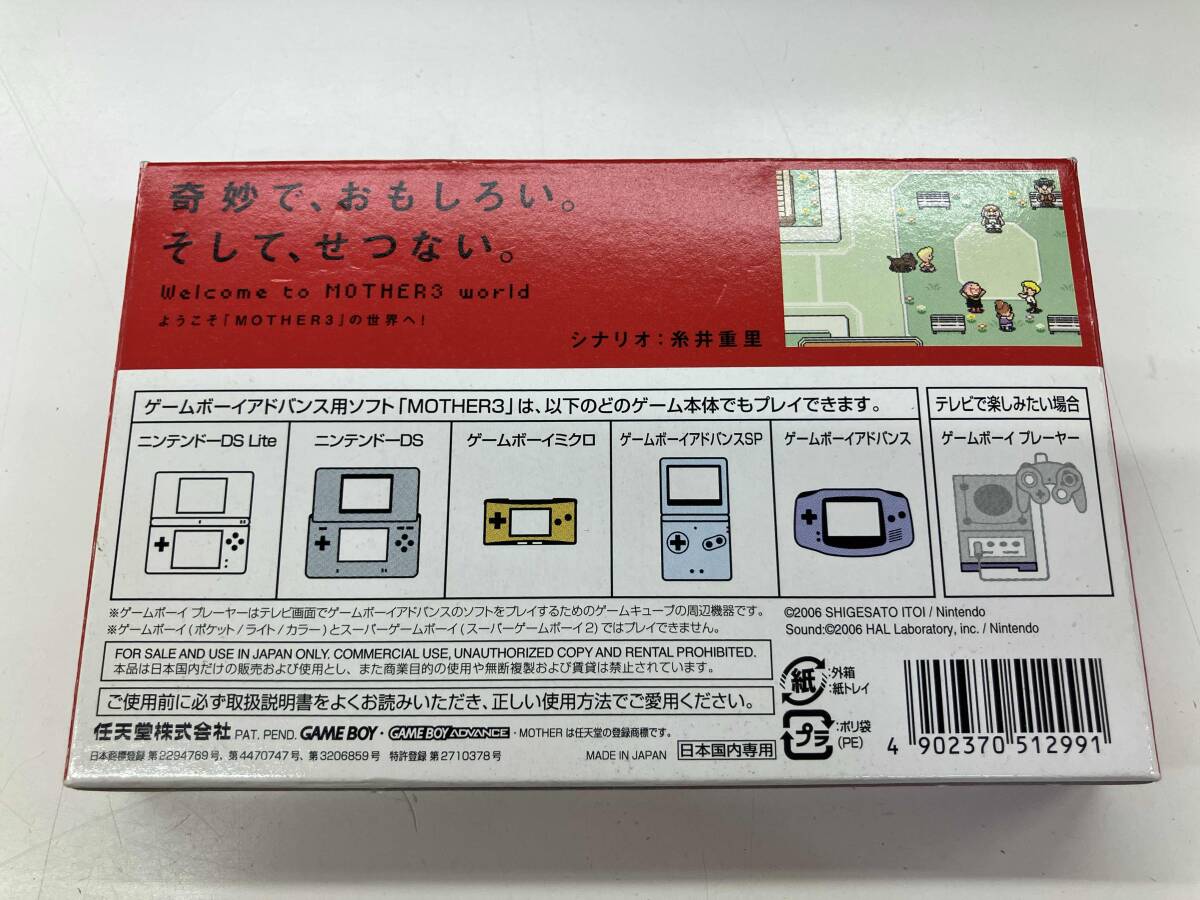 奇妙で、おもしろい。
そして、せつない。
Welcome to MOTHER3 world
ようこそ「MOTHER3」の世界へ!
シナリオ:糸井重里
ゲームボーイアドバンス用ソフト「MOTHER3」は、以下のどのゲーム本体でもプレイできます。
テレビで楽しみたい場合
ニンテンドーDS Lite
ニンテンドーDS
ゲームボーイミクロ
ゲームボーイアドバンスSP
ゲームボーイアドバンス
ゲームボーイ プレーヤー
※ゲームボーイ プレーヤーはテレビ画面でゲームボーイアドバンスのソフトをプレイするためのゲームキューブの周辺機器です。
※ゲームボーイ(ポケット/ライト/カラー)とスーパーゲームボーイ(スーパーゲームボーイ2)ではプレイできません。
©2006 SHIGESATO ITOI / Nintendo
Sound:©2006 HAL Laboratory, inc. / Nintendo
FOR SALE AND USE IN JAPAN ONLY. COMMERCIAL USE, UNAUTHORIZED COPY AND RENTAL PROHIBITED.
本品は日本国内だけの販売および使用とし、また商業目的の使用や無断複製および賃貸は禁止されています。
ご使用前に必ず取扱説明書をよくお読みいただき、正しい使用方法でご愛用ください。
任天堂株式会社 PAT. PEND. GAME BOY・GAME BOY ADVANCE・MOTHER は任天堂の登録商標です。
日本商標登録 第2294769号、第4470747号、第3206859号 特許登録 第2710378号
MADE IN JAPAN
日本国内専用
紙
:外箱
:紙トレイ
プラ
:ポリ袋
(PE)
4 902370 512991